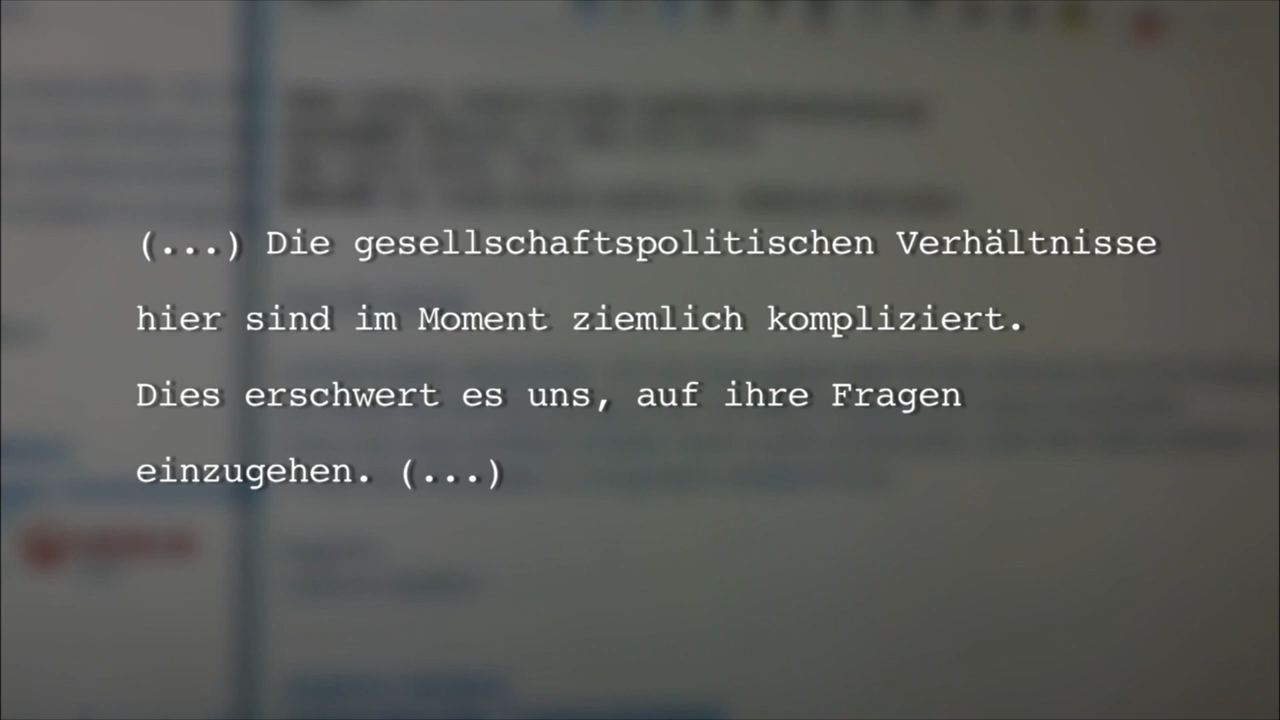 (...) Die gesellschaftspolitischen Verhältnisse
hier sind im Moment ziemlich kompliziert.
Dies erschwert es uns, auf ihre Fragen
einzugehen. (...)